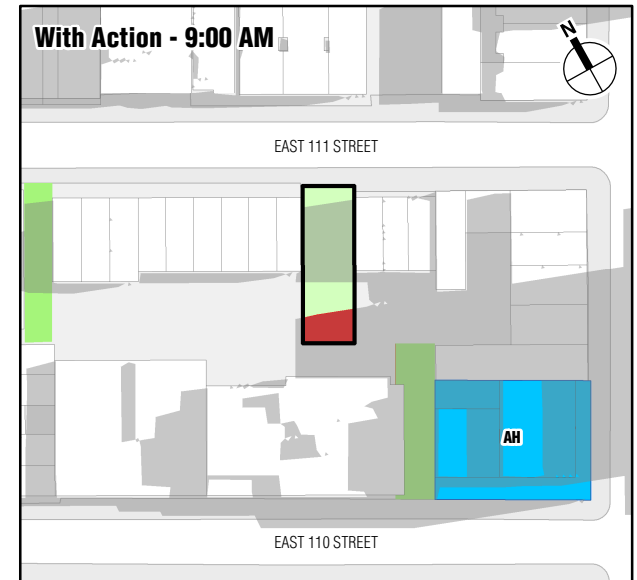 With Action - 9:00 AM
N
EAST 111 STREET
AH
EAST 110 STREET